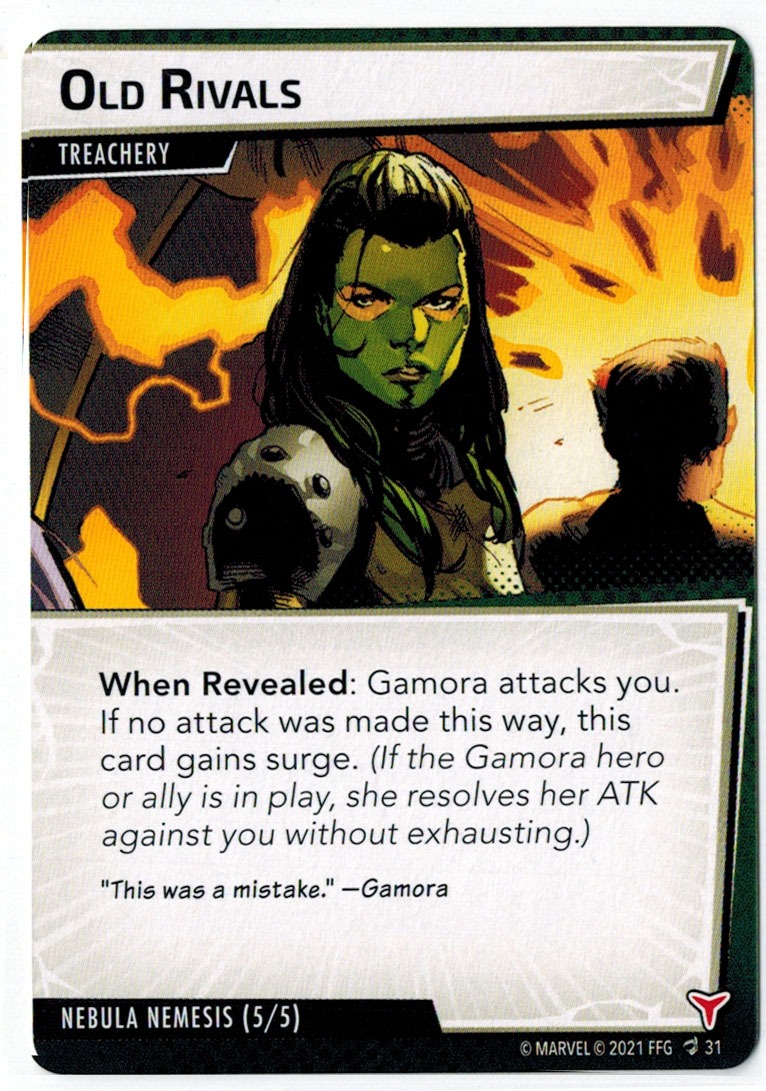 OLD RIVALS
TREACHERY
When Revealed: Gamora attacks you.
If no attack was made this way, this
card gains surge. (If the Gamora hero
or ally is in play, she resolves her ATK
against you without exhausting.)
"This was a mistake." —Gamora
NEBULA NEMESIS (5/5)
© MARVEL © 2021 FFG 31